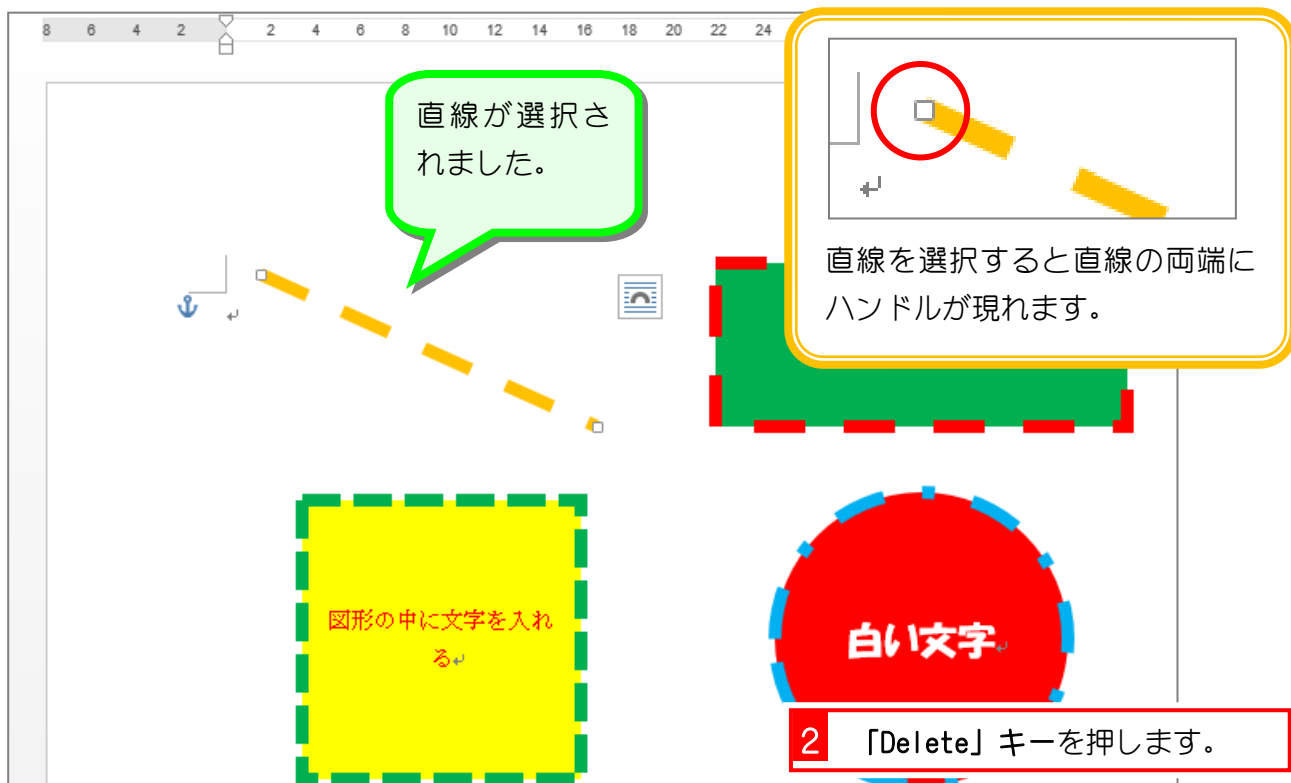 8 6 4 2 2 4 6 8 10 12 14 16 18 20 22 24
直線が選択さ
れました。
直線を選択すると直線の両端に
ハンドルが現れます。
図形の中に文字を入れ
る
白い文字
2 「Delete」キーを押します。